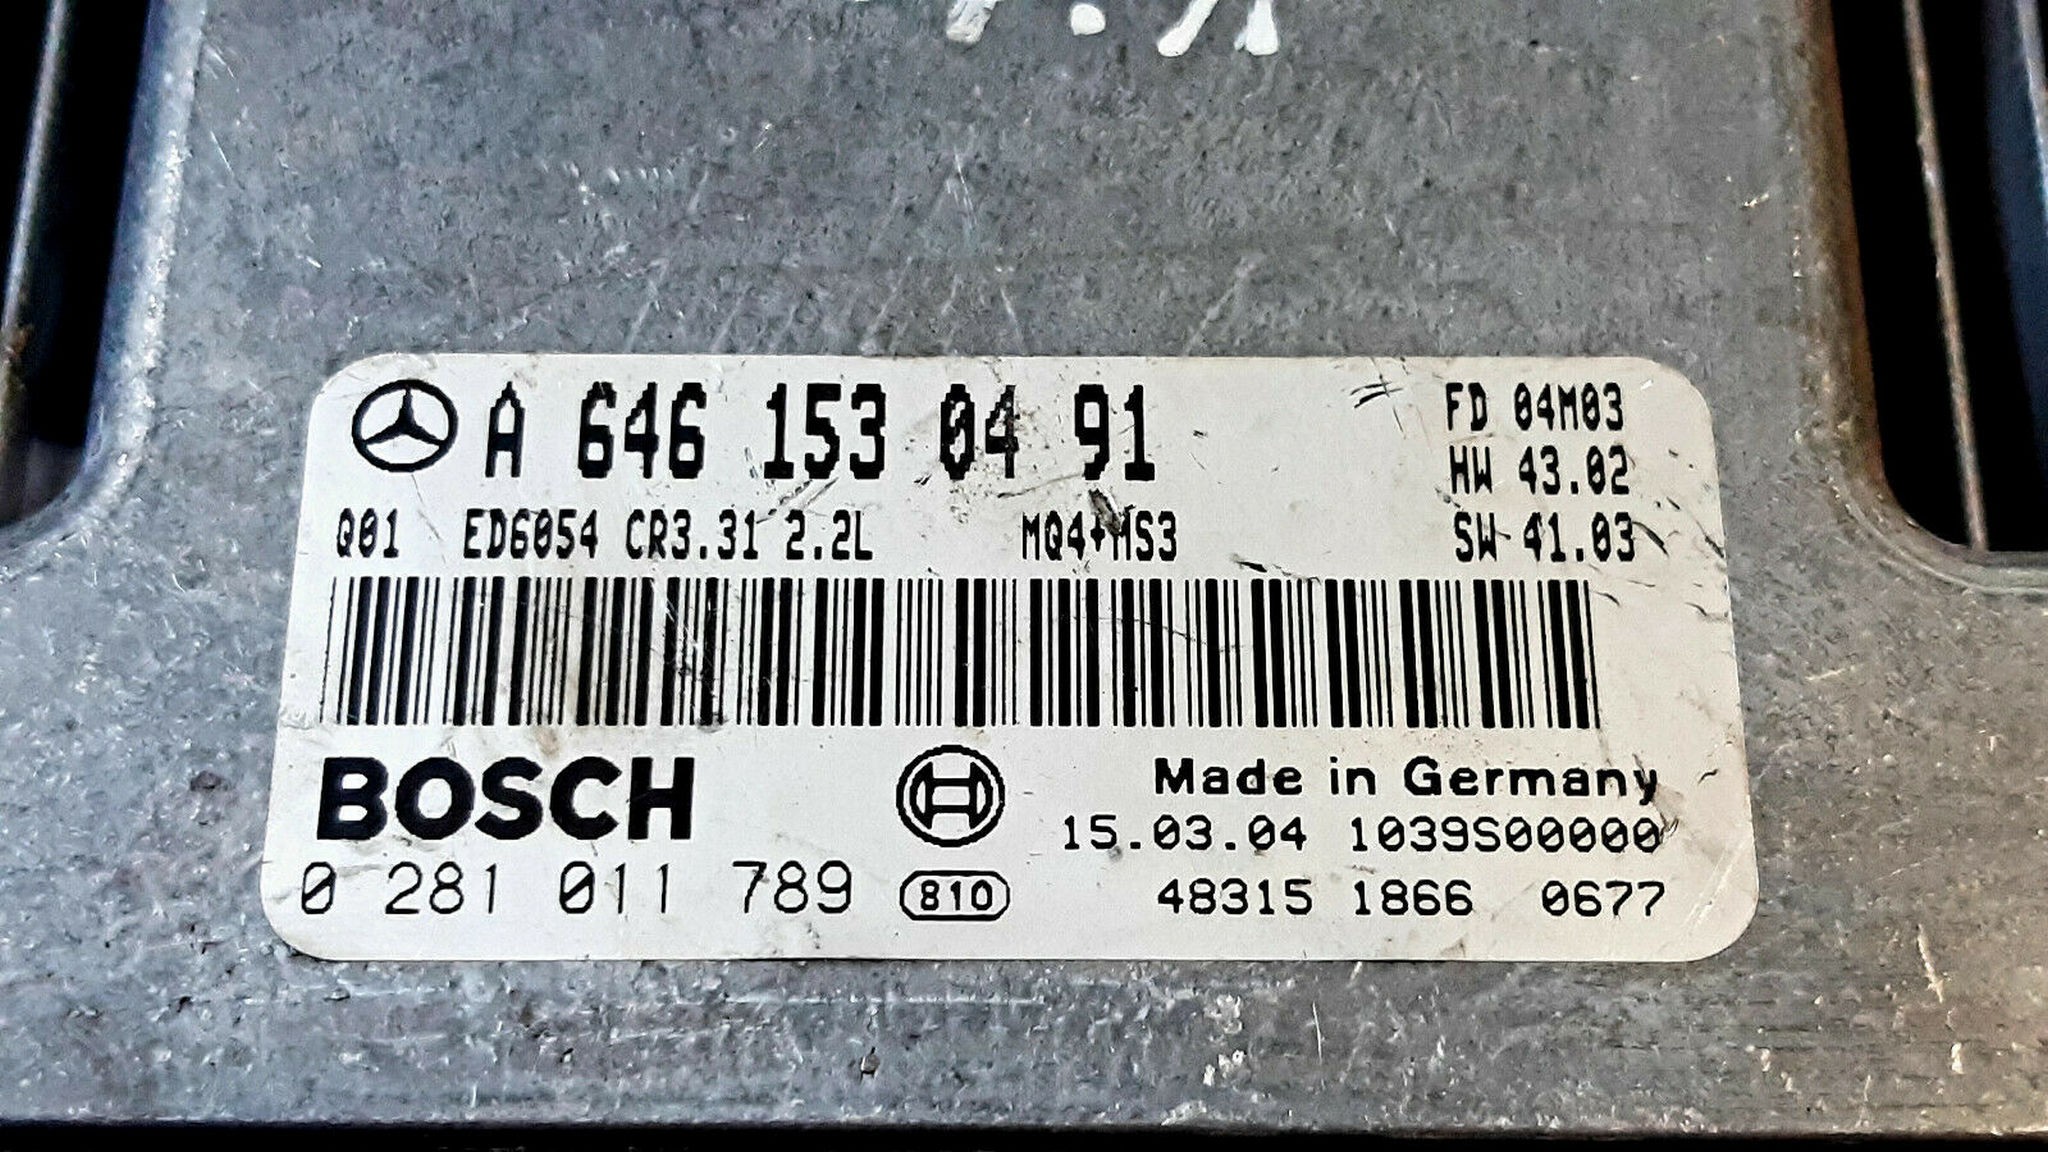 A 646 153 04 91
FD 04M03
HW 43.02
Q01 ED6054 CR3.31 2.2L MQ4+MS3 SW 41.03
BOSCH
Made in Germany
15.03.04 1039S00000
0 281 011 789 810 48315 1866 0677